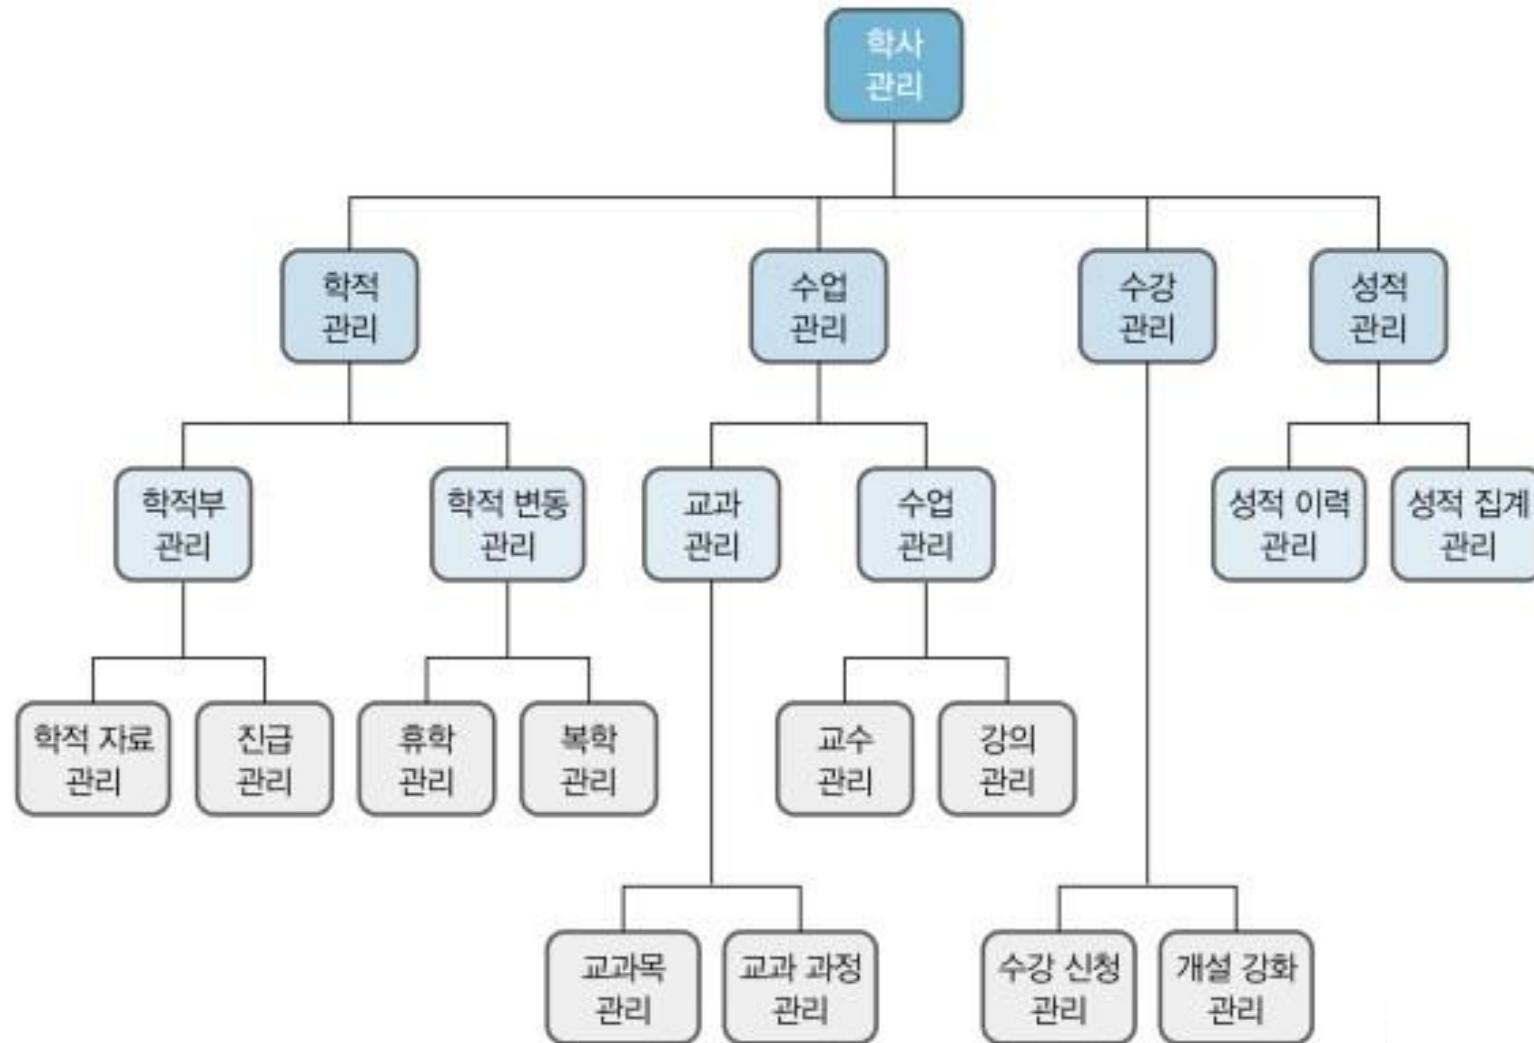 학사
관리
학적
관리
수업
관리
수강
관리
성적
관리
학적부
관리
학적 변동
관리
교과
관리
수업
관리
성적 이력
관리
성적 집계
관리
학적 자료
관리
진급
관리
휴학
관리
복학
관리
교수
관리
강의
관리
교과목
관리
교과 과정
관리
수강 신청
관리
개설 강화
관리